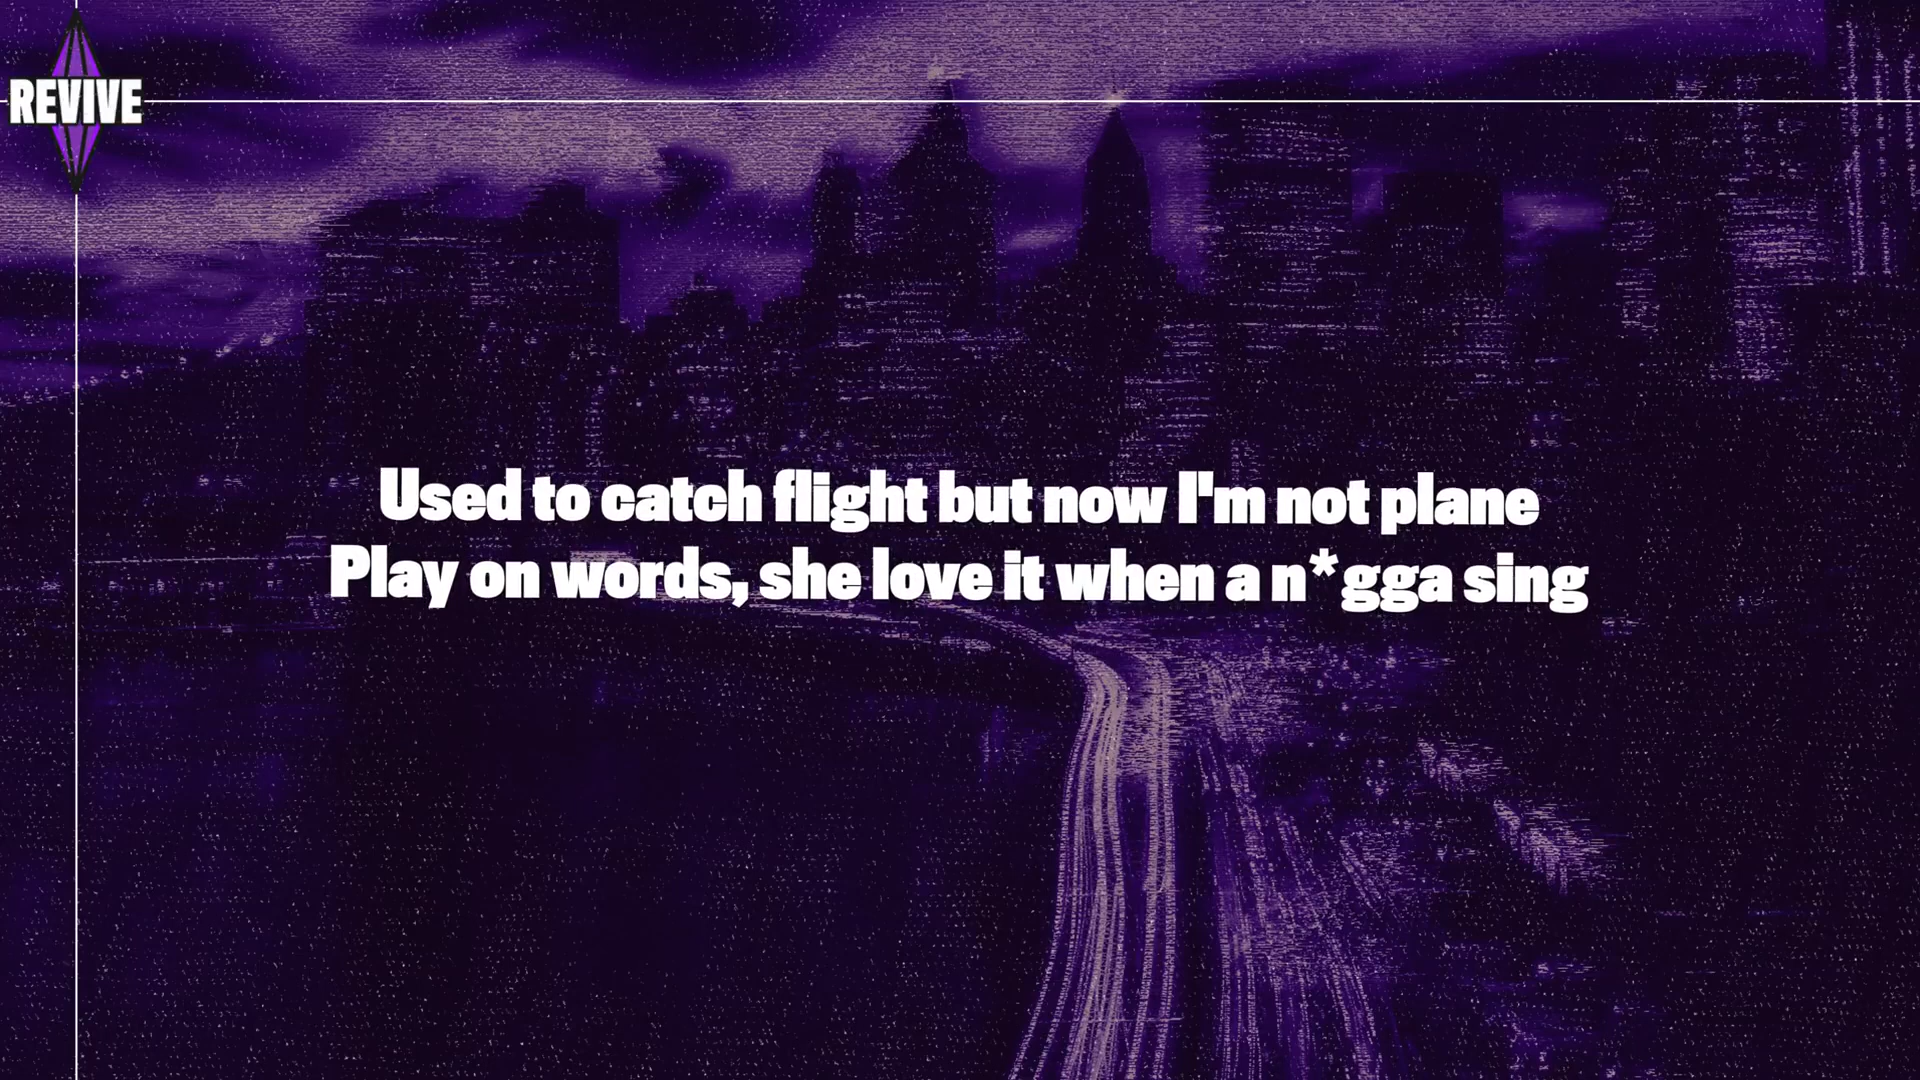 REVIVE
Used to catch flight but now I'm not plane
Play on words, she love it when a n*gga sing